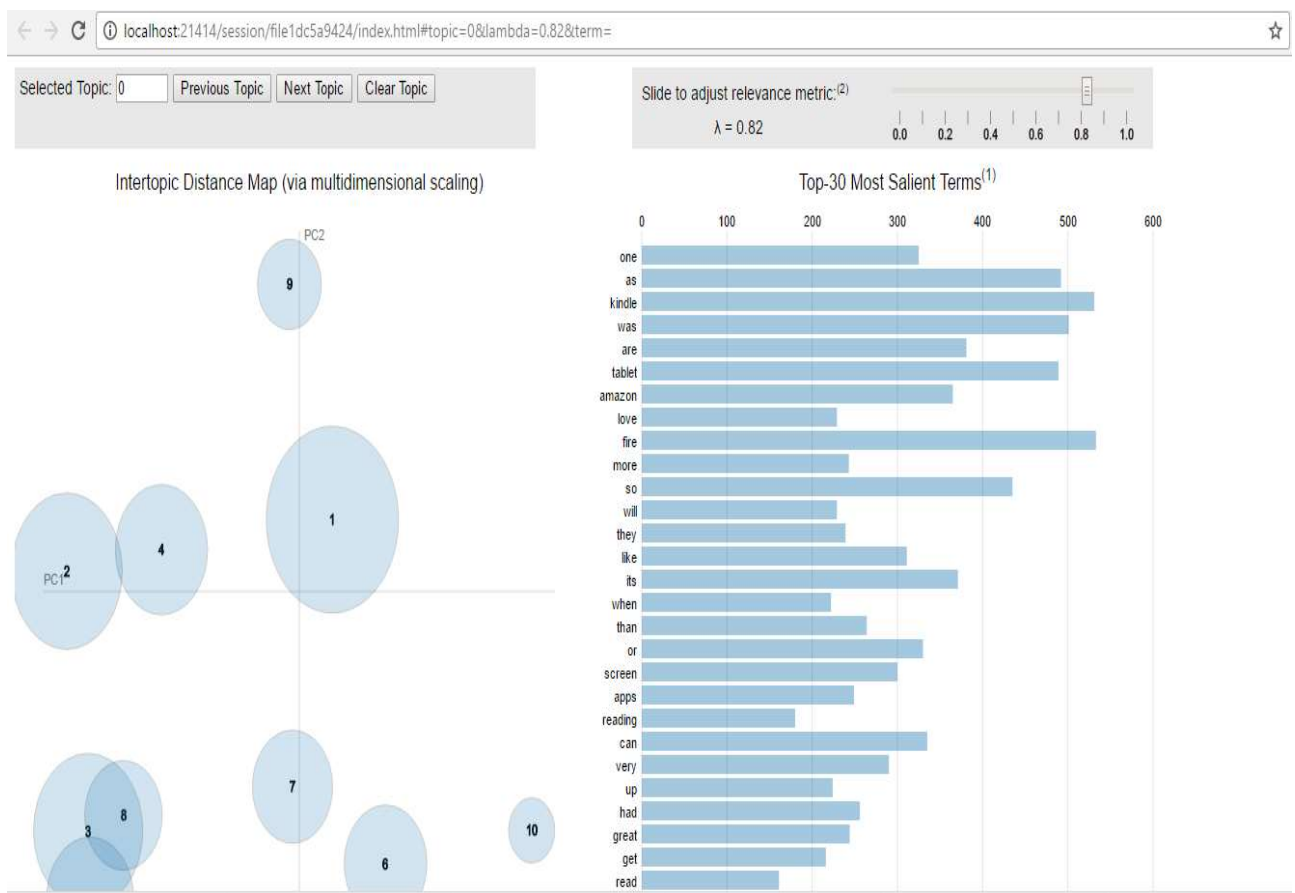 localhost:21414/session/file1dc5a9424/index.html#topic=0&lambda=0.82&term=
Selected Topic: 0 Previous Topic Next Topic Clear Topic
Slide to adjust relevance metric:(2)
λ = 0.82
0.0 0.2 0.4 0.6 0.8 1.0
Intertopic Distance Map (via multidimensional scaling)
PC2
9
1
4
2
PC1
7
8
3
10
6
Top-30 Most Salient Terms(1)
0 100 200 300 400 500 600
one
as
kindle
was
are
tablet
amazon
love
fire
more
so
will
they
like
its
when
than
or
screen
apps
reading
can
very
up
had
great
get
read